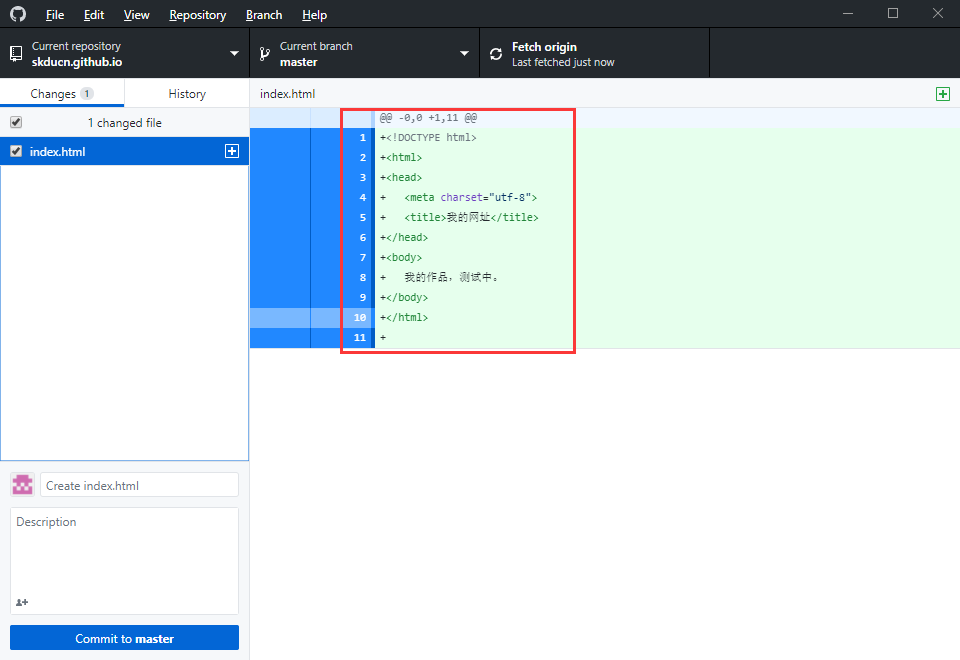 File Edit View Repository Branch Help
Current repository
skducn.github.io
Current branch
master
Fetch origin
Last fetched just now
Changes 1 History
index.html
1 changed file
index.html
@@ -0,0 +1,11 @@
1 +<!DOCTYPE html>
2 +<html>
3 +<head>
4 + <meta charset="utf-8">
5 + <title>我的网址</title>
6 +</head>
7 +<body>
8 + 我的作品，测试中。
9 +</body>
10 +</html>
11 +
Create index.html
Description
Commit to master